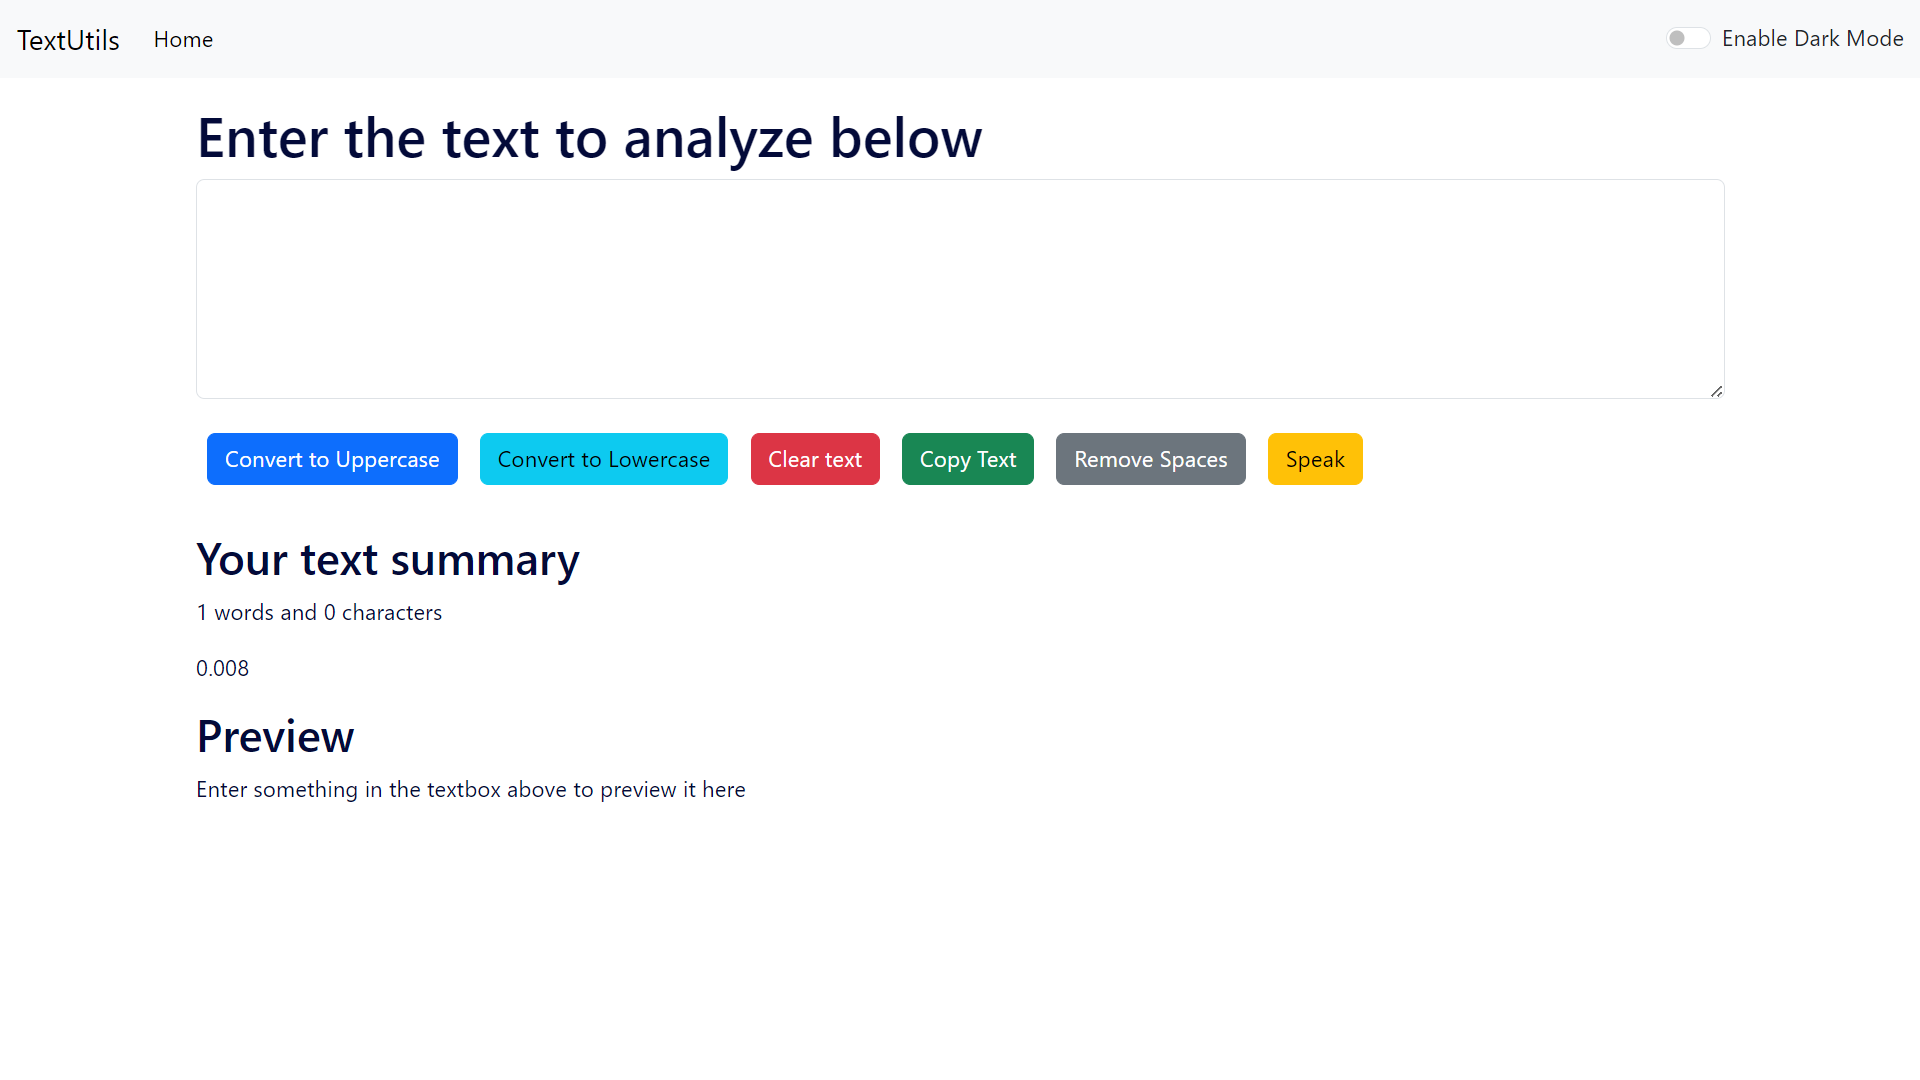 TextUtils Home Enable Dark Mode
Enter the text to analyze below
Convert to Uppercase Convert to Lowercase Clear text Copy Text Remove Spaces Speak
Your text summary
1 words and 0 characters
0.008
Preview
Enter something in the textbox above to preview it here